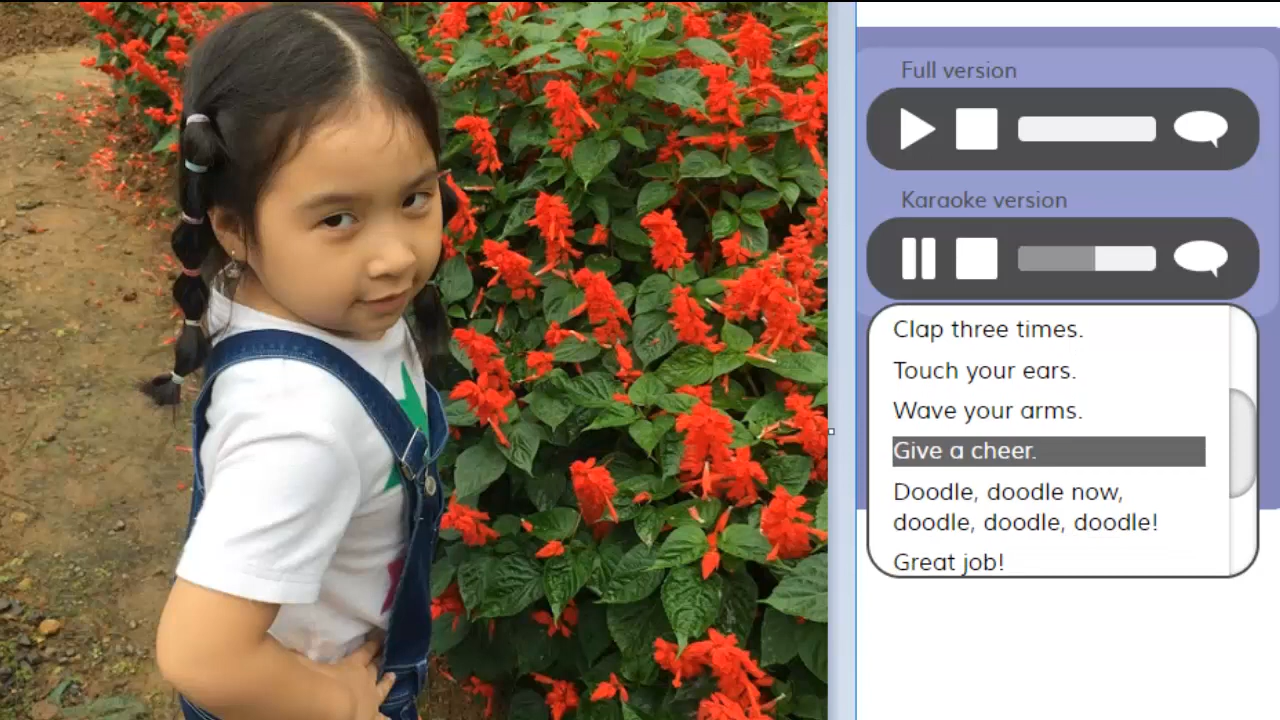 Full version
Karaoke version
Clap three times.
Touch your ears.
Wave your arms.
Give a cheer.
Doodle, doodle now,
doodle, doodle, doodle!
Great job!